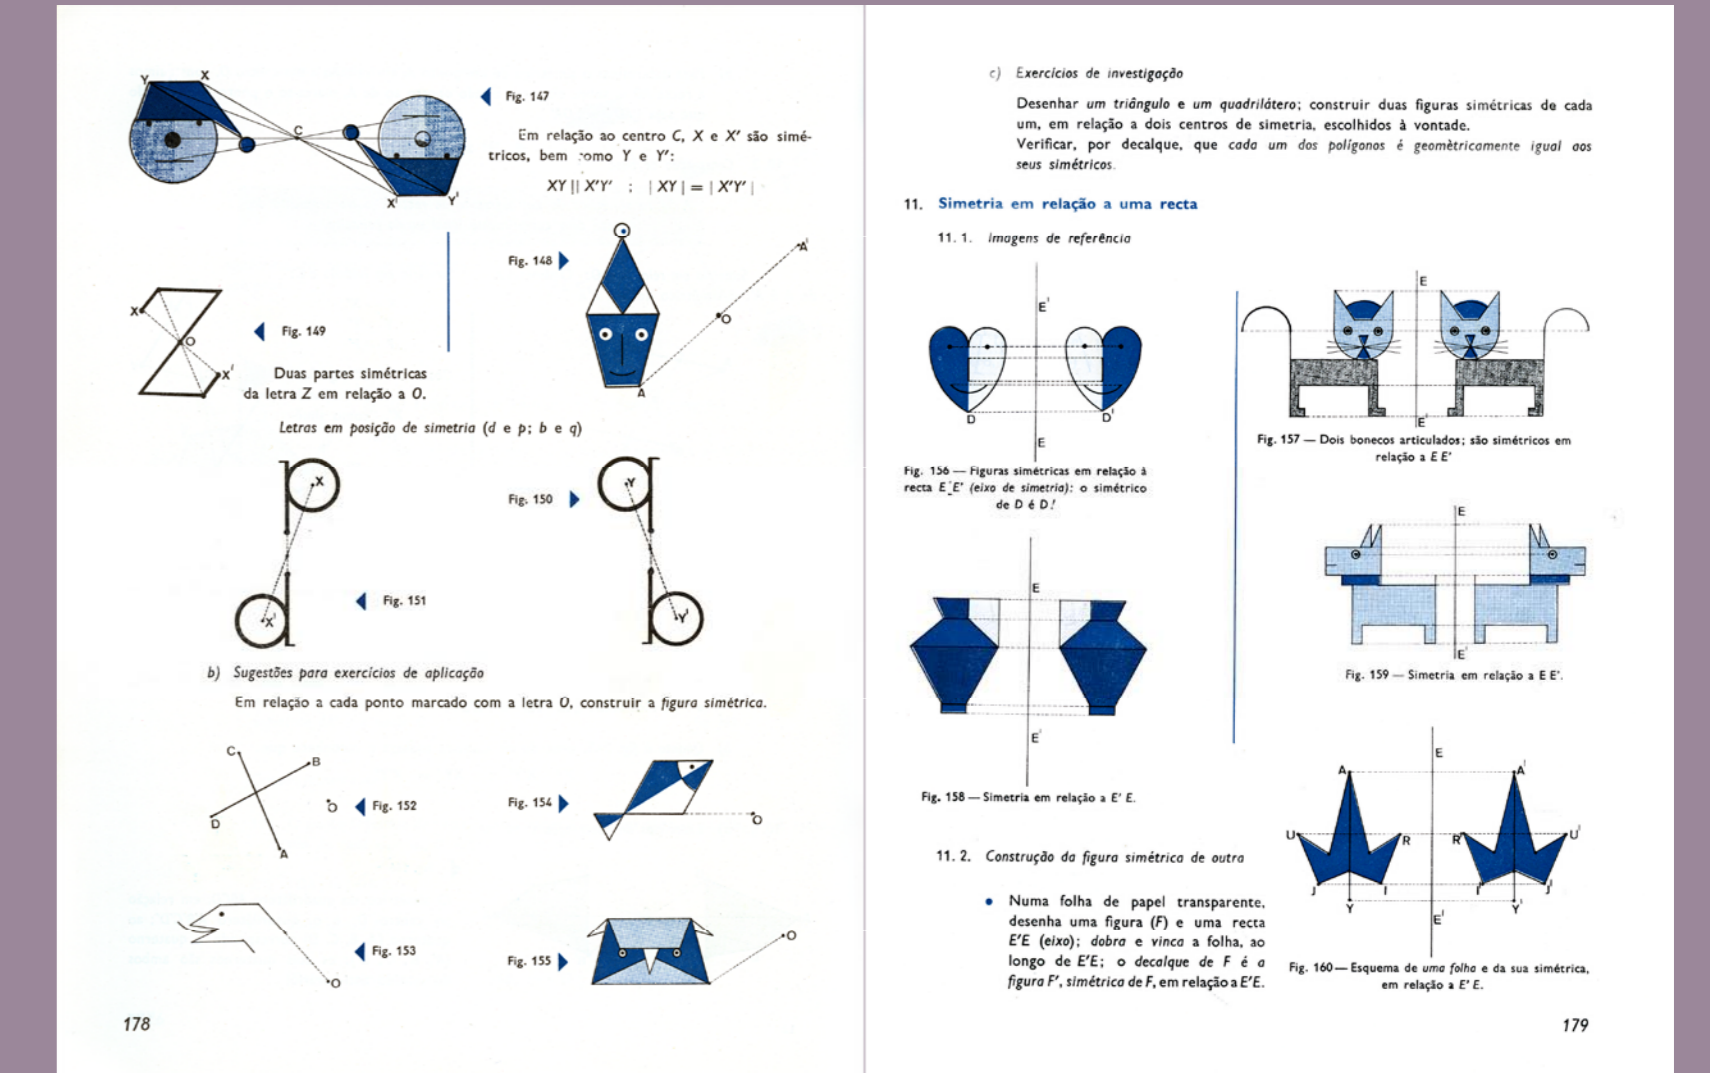 Y X
C
X' Y'
Fig. 147
Em relação ao centro C, X e X' são simé-
tricos, bem como Y e Y':
XY || X'Y' ; | XY | = | X'Y' |
Fig. 148
A'
O
A
X
O
X'
Fig. 149
Duas partes simétricas
da letra Z em relação a O.
Letras em posição de simetria (d e p; b e q)
X
Y
Fig. 150
Fig. 151
X'
Y'
b) Sugestões para exercícios de aplicação
Em relação a cada ponto marcado com a letra O, construir a figura simétrica.
C
B
O
D
A
Fig. 152
Fig. 154
O
Fig. 153
O
Fig. 155
O
178
c) Exercícios de investigação
Desenhar um triângulo e um quadrilátero; construir duas figuras simétricas de cada
um, em relação a dois centros de simetria, escolhidos à vontade.
Verificar, por decalque, que cada um dos polígonos é geomètricamente igual aos
seus simétricos.
11. Simetria em relação a uma recta
11. 1. Imagens de referência
E'
D D'
E
Fig. 156 — Figuras simétricas em relação à
recta E E' (eixo de simetria): o simétrico
de D é D'
E
E'
Fig. 157 — Dois bonecos articulados; são simétricos em
relação a E E'
E
E'
Fig. 158 — Simetria em relação a E' E.
E
E'
Fig. 159 — Simetria em relação a E E'.
11. 2. Construção da figura simétrica de outra
• Numa folha de papel transparente,
desenha uma figura (F) e uma recta
E'E (eixo); dobra e vinca a folha, ao
longo de E'E; o decalque de F é a
figura F', simétrica de F, em relação a E'E.
E
A A'
U R R' U'
J I I' J'
Y Y'
E'
Fig. 160 — Esquema de uma folha e da sua simétrica,
em relação a E' E.
179